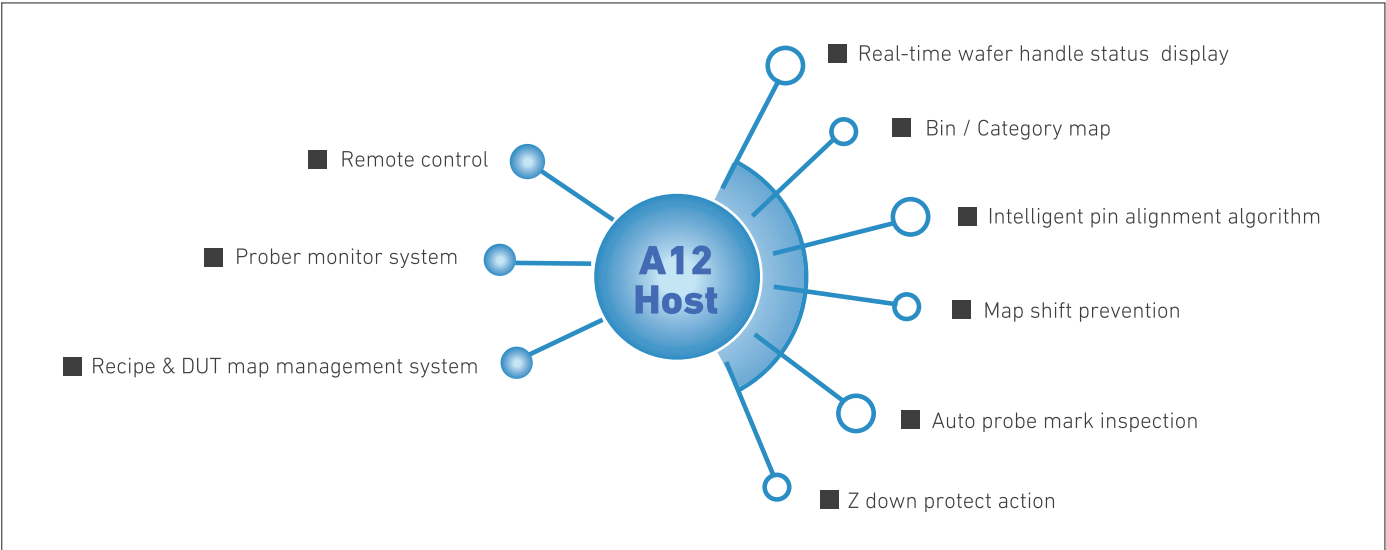 Real-time wafer handle status display
Bin / Category map
Remote control
Intelligent pin alignment algorithm
Prober monitor system
A12
Host
Map shift prevention
Recipe & DUT map management system
Auto probe mark inspection
Z down protect action